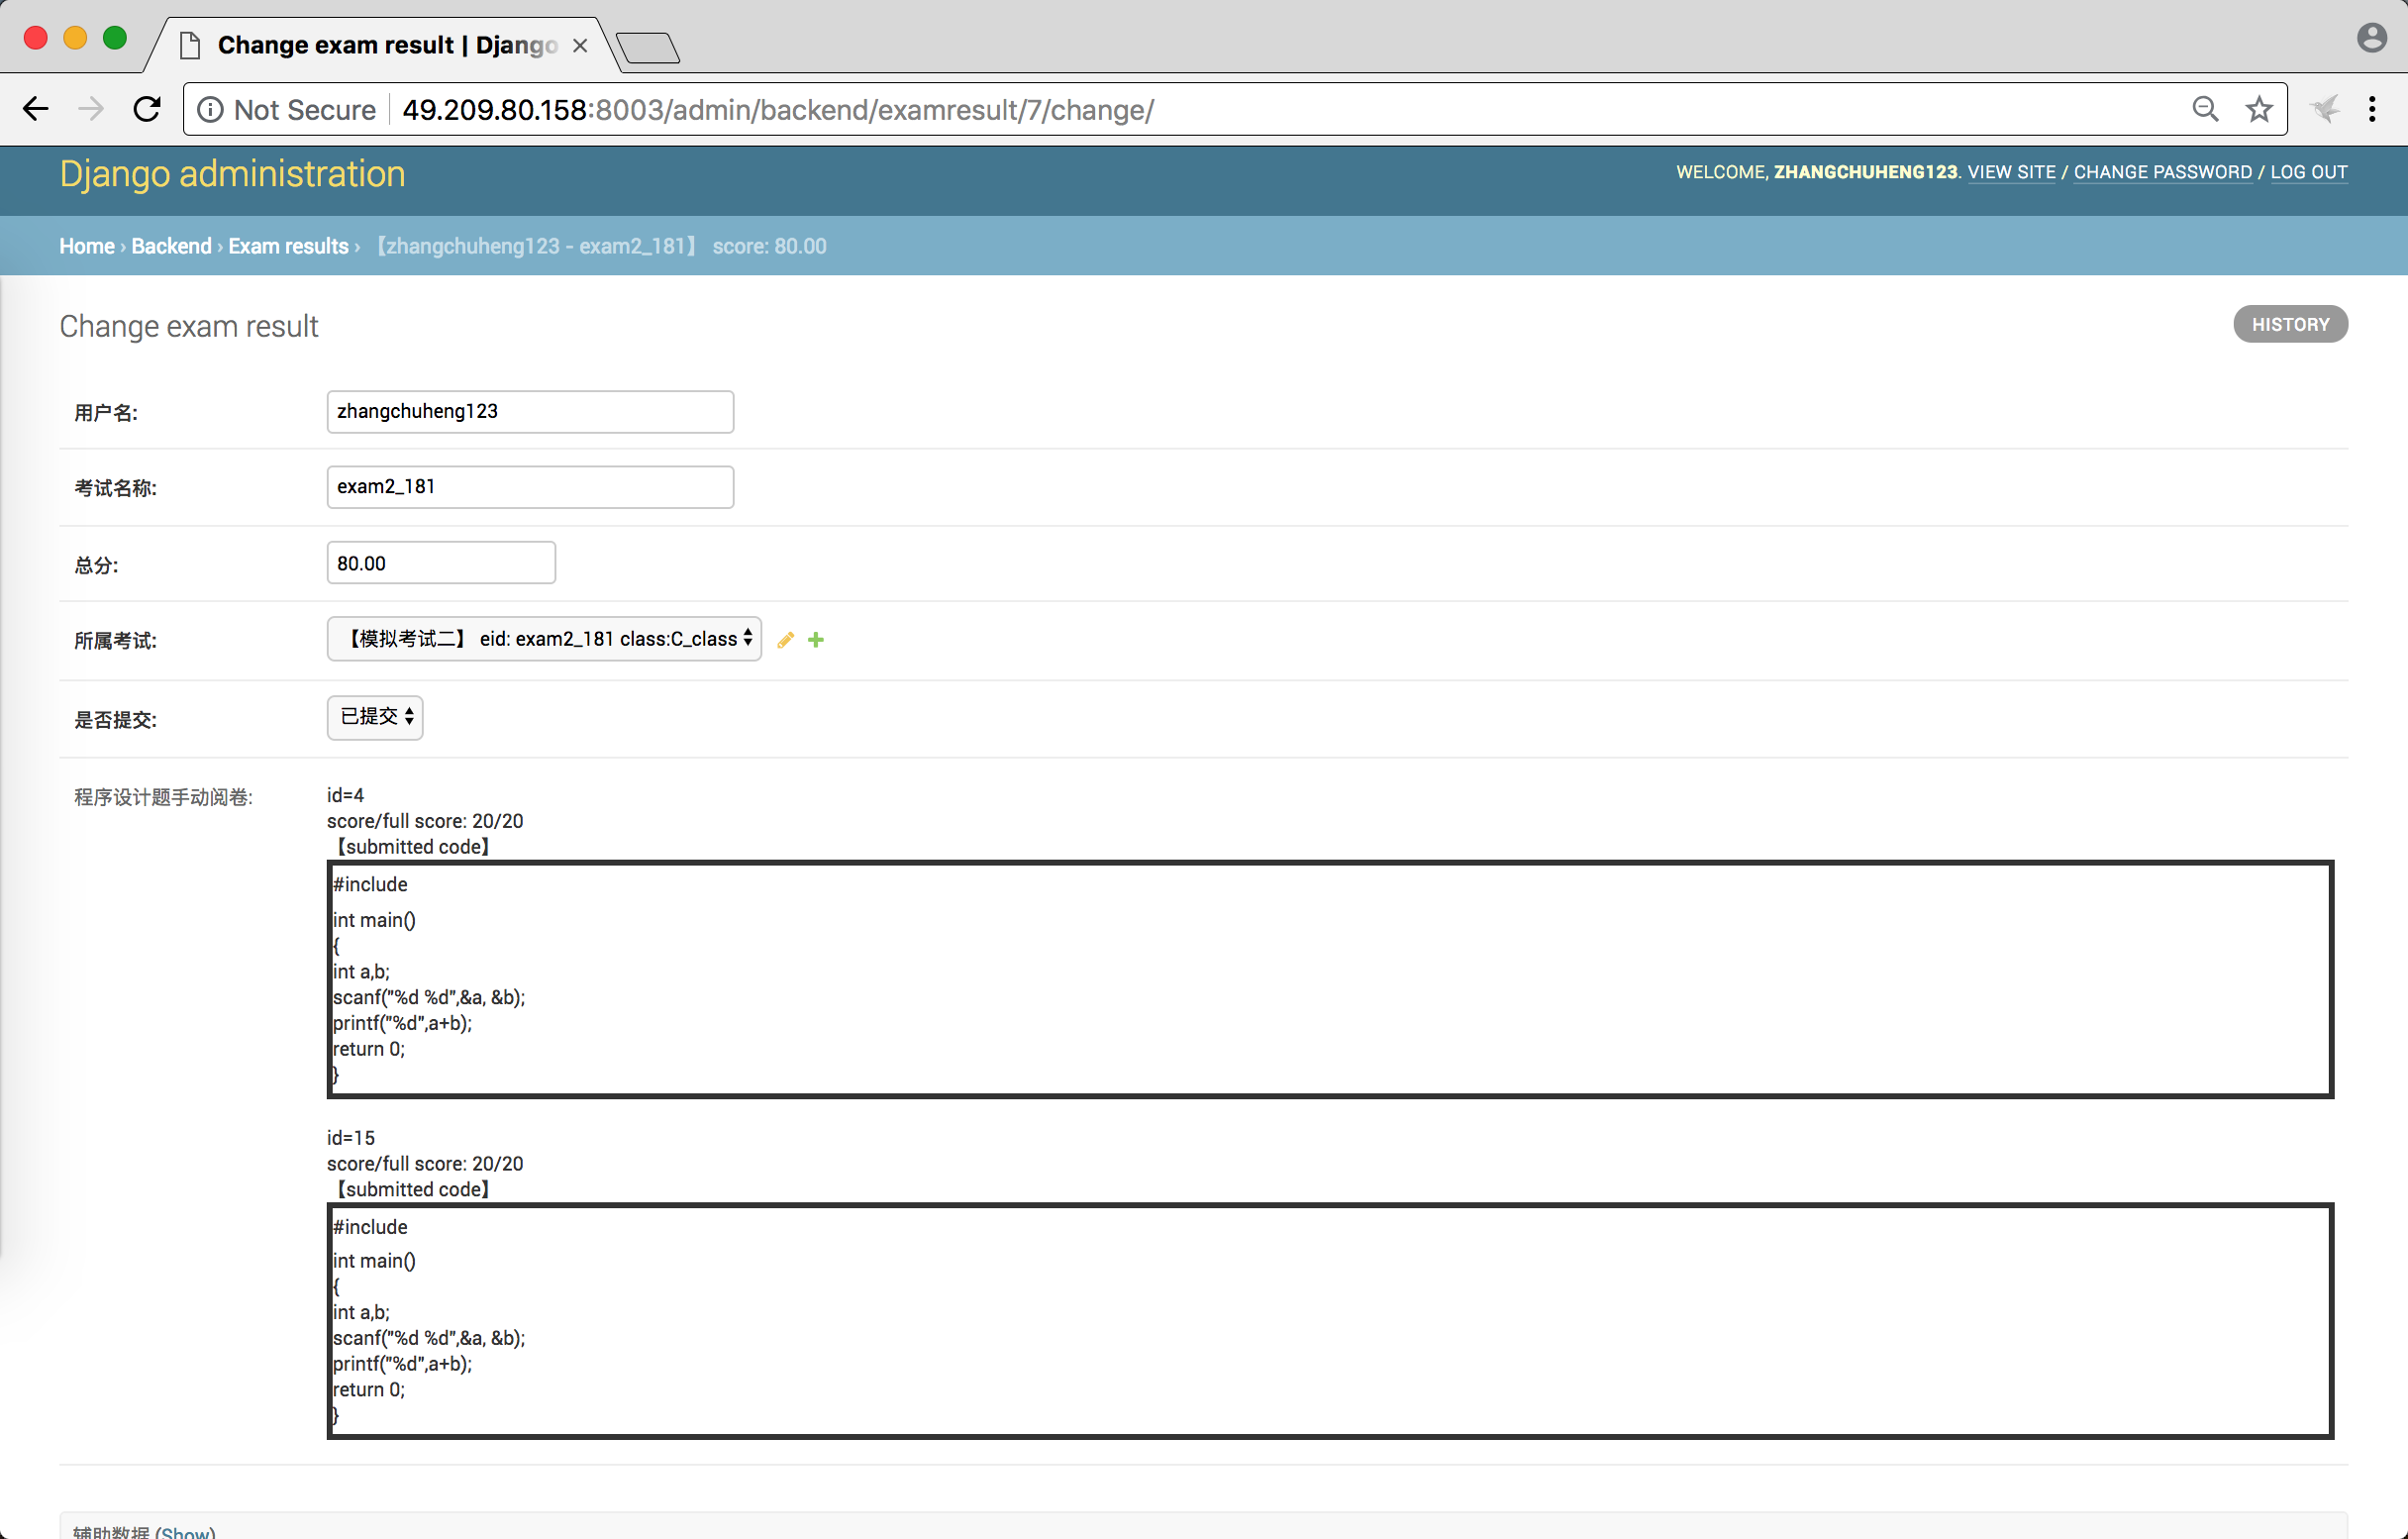 Change exam result | Django
Not Secure 49.209.80.158:8003/admin/backend/examresult/7/change/
Django administration
WELCOME, ZHANGCHUHENG123. VIEW SITE / CHANGE PASSWORD / LOG OUT
Home › Backend › Exam results › 【zhangchuheng123 - exam2_181】 score: 80.00
Change exam result
HISTORY
用户名: zhangchuheng123
考试名称: exam2_181
总分: 80.00
所属考试: 【模拟考试二】 eid: exam2_181 class:C_class
是否提交: 已提交
程序设计题手动阅卷: id=4
score/full score: 20/20
【submitted code】
#include
int main()
{
int a,b;
scanf("%d %d",&a, &b);
printf("%d",a+b);
return 0;
}
id=15
score/full score: 20/20
【submitted code】
#include
int main()
{
int a,b;
scanf("%d %d",&a, &b);
printf("%d",a+b);
return 0;
}
辅助数据 (Show)